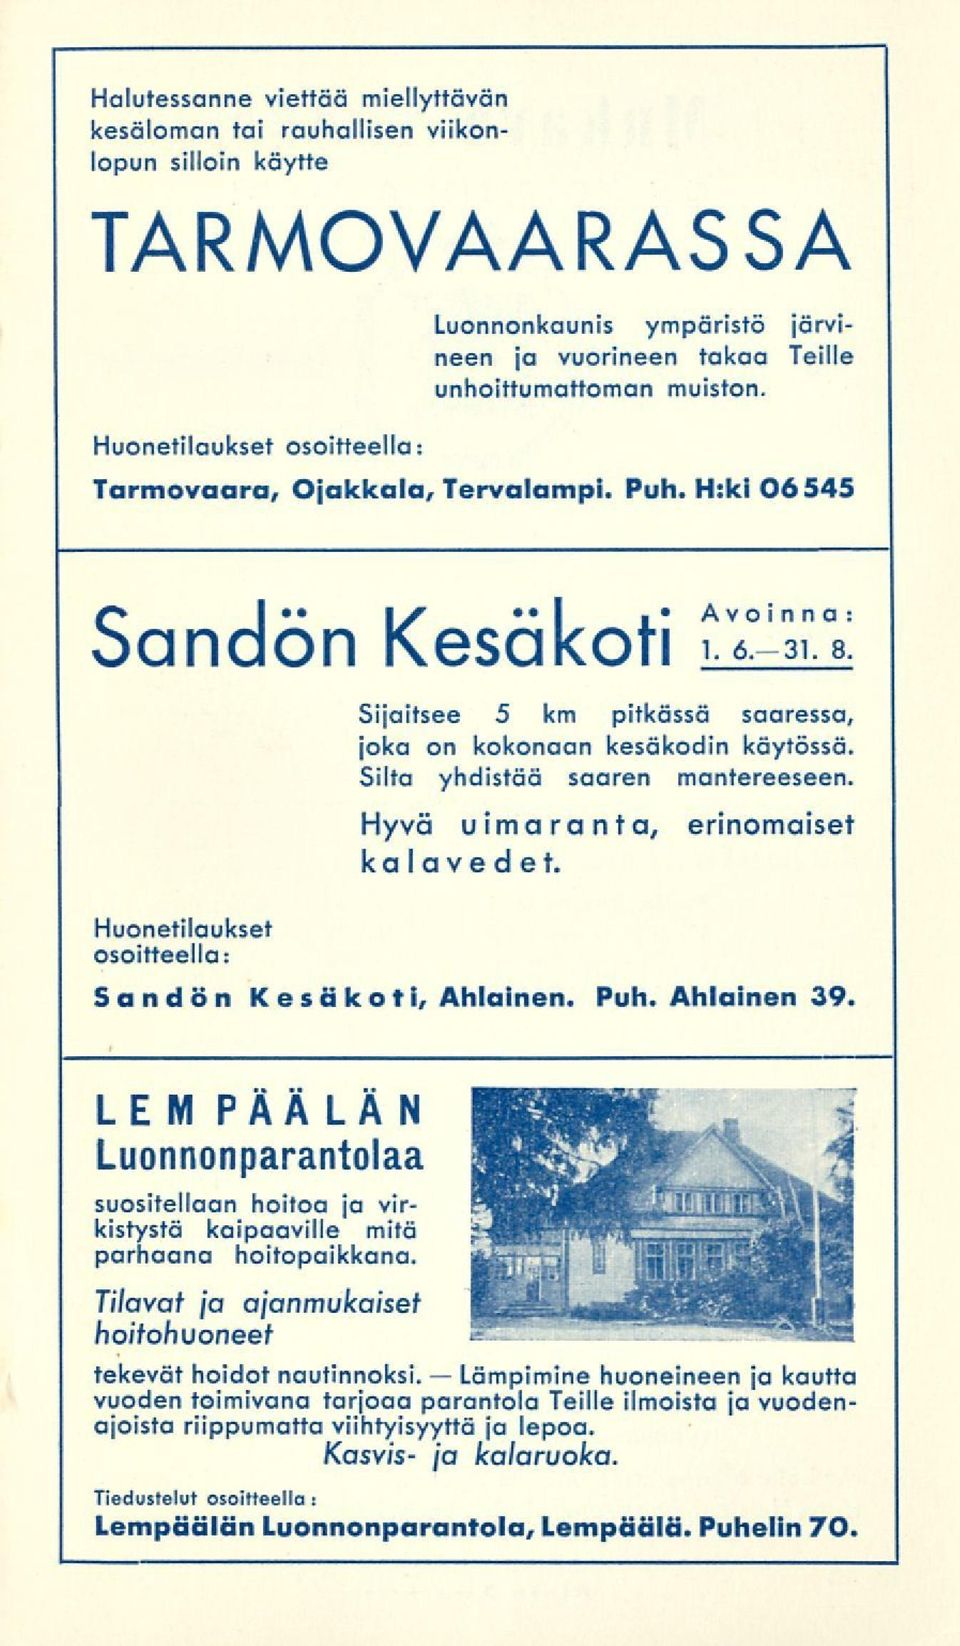 Halutessanne viettää miellyttävän
kesäloman tai rauhallisen viikon-
lopun silloin käytte
TARMOVAARASSA
Luonnonkaunis ympäristö järvi-
neen ja vuorineen takaa Teille
unhoittumattoman muiston.
Huonetilaukset osoitteella:
Tarmovaara, Ojakkala, Tervalampi. Puh. H:ki 06 545
Sandön Kesäkoti
Avoinna:
1. 6.—31. 8.
Sijaitsee 5 km pitkässä saaressa,
joka on kokonaan kesäkodin käytössä.
Silta yhdistää saaren mantereeseen.
Hyvä uimaranta, erinomaiset
kalavedet.
Huonetilaukset
osoitteella:
Sandön Kesäkoti, Ahlainen. Puh. Ahlainen 39.
LEMPÄÄLÄN
Luonnonparantolaa
suositellaan hoitoa ja vir-
kistystä kaipaaville mitä
parhaana hoitopaikkana.
Tilavat ja ajanmukaiset
hoitohuoneet
tekevät hoidot nautinnoksi. — Lämpimine huoneineen ja kautta
vuoden toimivana tarjoaa parantola Teille ilmoista ja vuoden-
ajoista riippumatta viihtyisyyttä ja lepoa.
Kasvis- ja kalaruoka.
Tiedustelut osoitteella:
Lempäälän Luonnonparantola, Lempäälä. Puhelin 70.